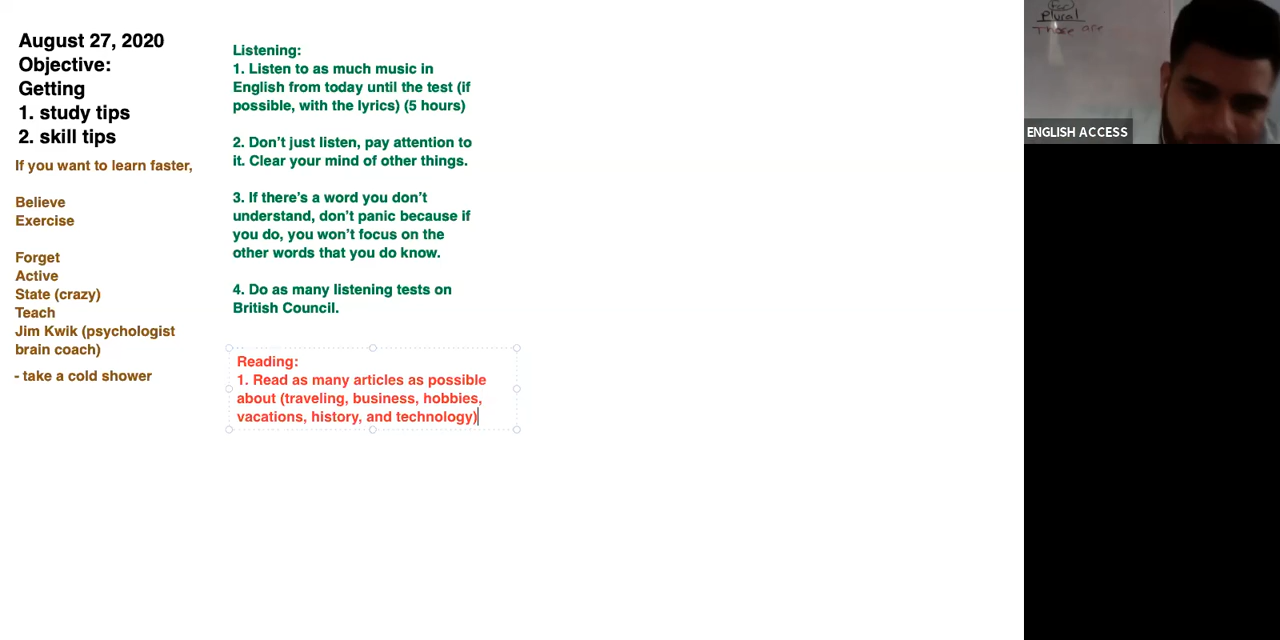 August 27, 2020
Objective:
Getting
1. study tips
2. skill tips
If you want to learn faster,
Believe
Exercise
Forget
Active
State (crazy)
Teach
Jim Kwik (psychologist
brain coach)
- take a cold shower
Listening:
1. Listen to as much music in
English from today until the test (if
possible, with the lyrics) (5 hours)
2. Don't just listen, pay attention to
it. Clear your mind of other things.
3. If there's a word you don't
understand, don't panic because if
you do, you won't focus on the
other words that you do know.
4. Do as many listening tests on
British Council.
Reading:
1. Read as many articles as possible
about (traveling, business, hobbies,
vacations, history, and technology)
Far
Plural
Those are
ENGLISH ACCESS